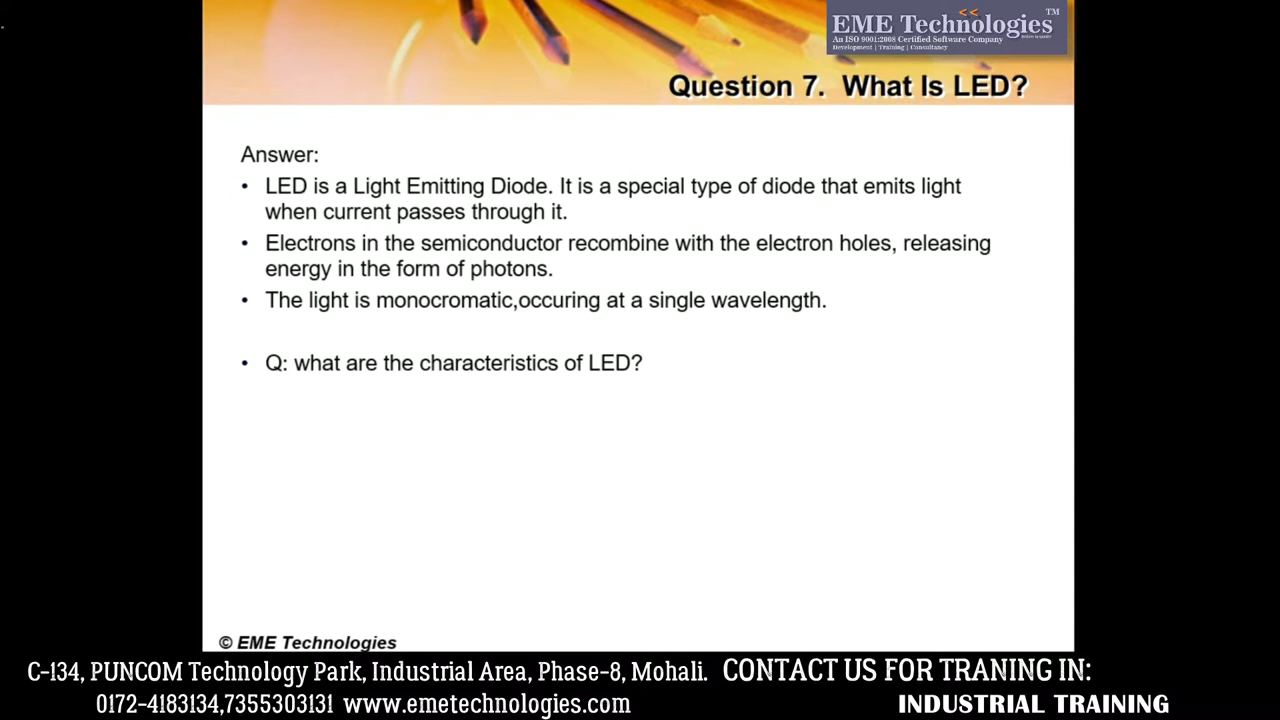 <<
EME Technologies™
An ISO 9001:2008 Certified Software Company
Development | Training | Consultancy
Question 7. What Is LED?
Answer:
• LED is a Light Emitting Diode. It is a special type of diode that emits light
when current passes through it.
• Electrons in the semiconductor recombine with the electron holes, releasing
energy in the form of photons.
• The light is monocromatic,occuring at a single wavelength.
• Q: what are the characteristics of LED?
© EME Technologies
C-134, PUNCOM Technology Park, Industrial Area, Phase-8, Mohali. CONTACT US FOR TRANING IN:
0172-4183134,7355303131 www.emetechnologies.com INDUSTRIAL TRAINING